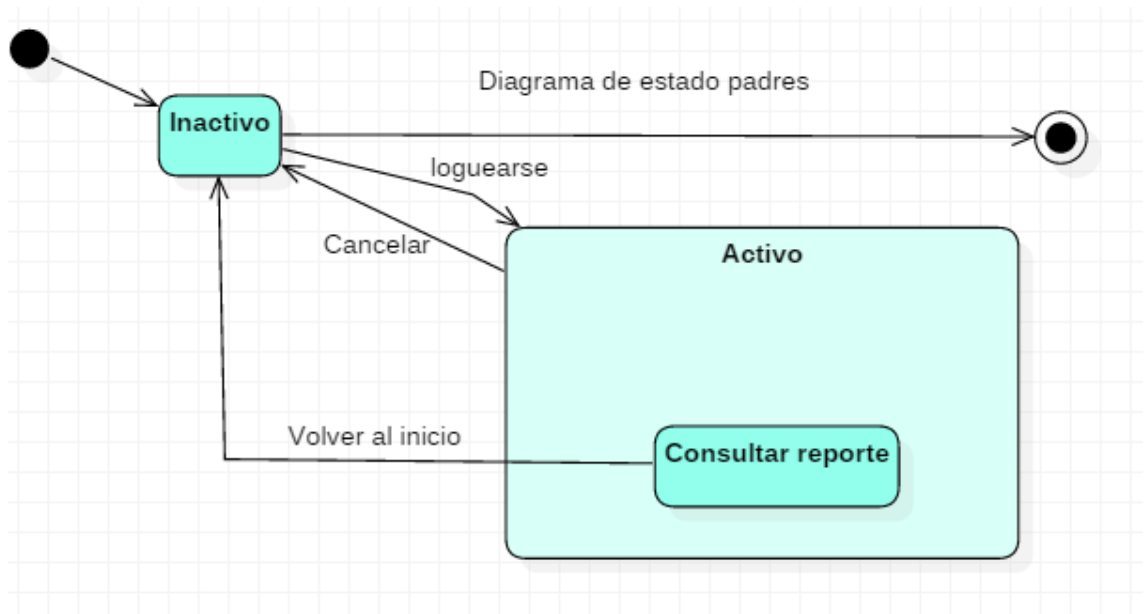 Diagrama de estado padres
Inactivo
loguearse
Cancelar
Activo
Volver al inicio
Consultar reporte